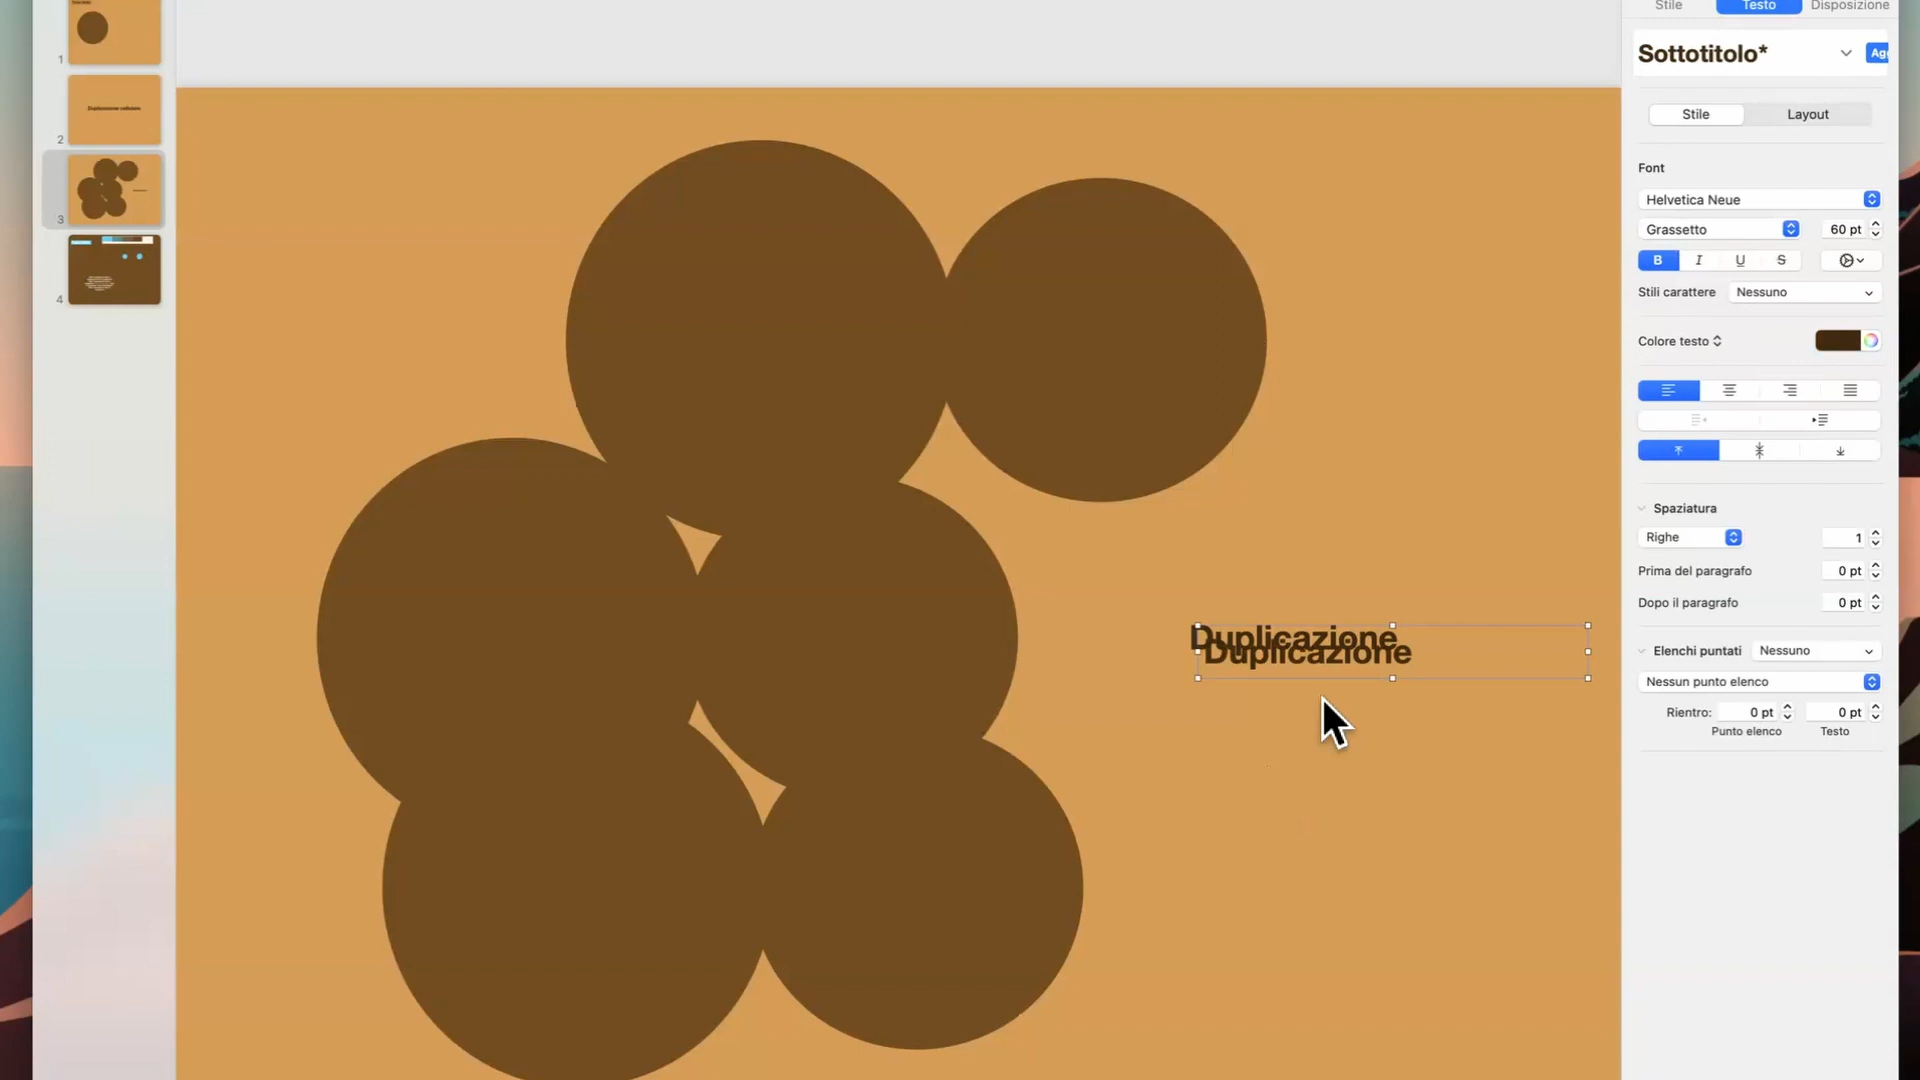 Stile Testo Disposizione
Sottotitolo*
Stile Layout
Font
Helvetica Neue
Grassetto 60 pt
B I U S
Stili carattere Nessuno
Colore testo
Spaziatura
Righe 1
Prima del paragrafo 0 pt
Dopo il paragrafo 0 pt
Elenchi puntati Nessuno
Nessun punto elenco
Rientro: 0 pt 0 pt
Punto elenco Testo
Duplicazione
Duplicazione
1
2
3
4